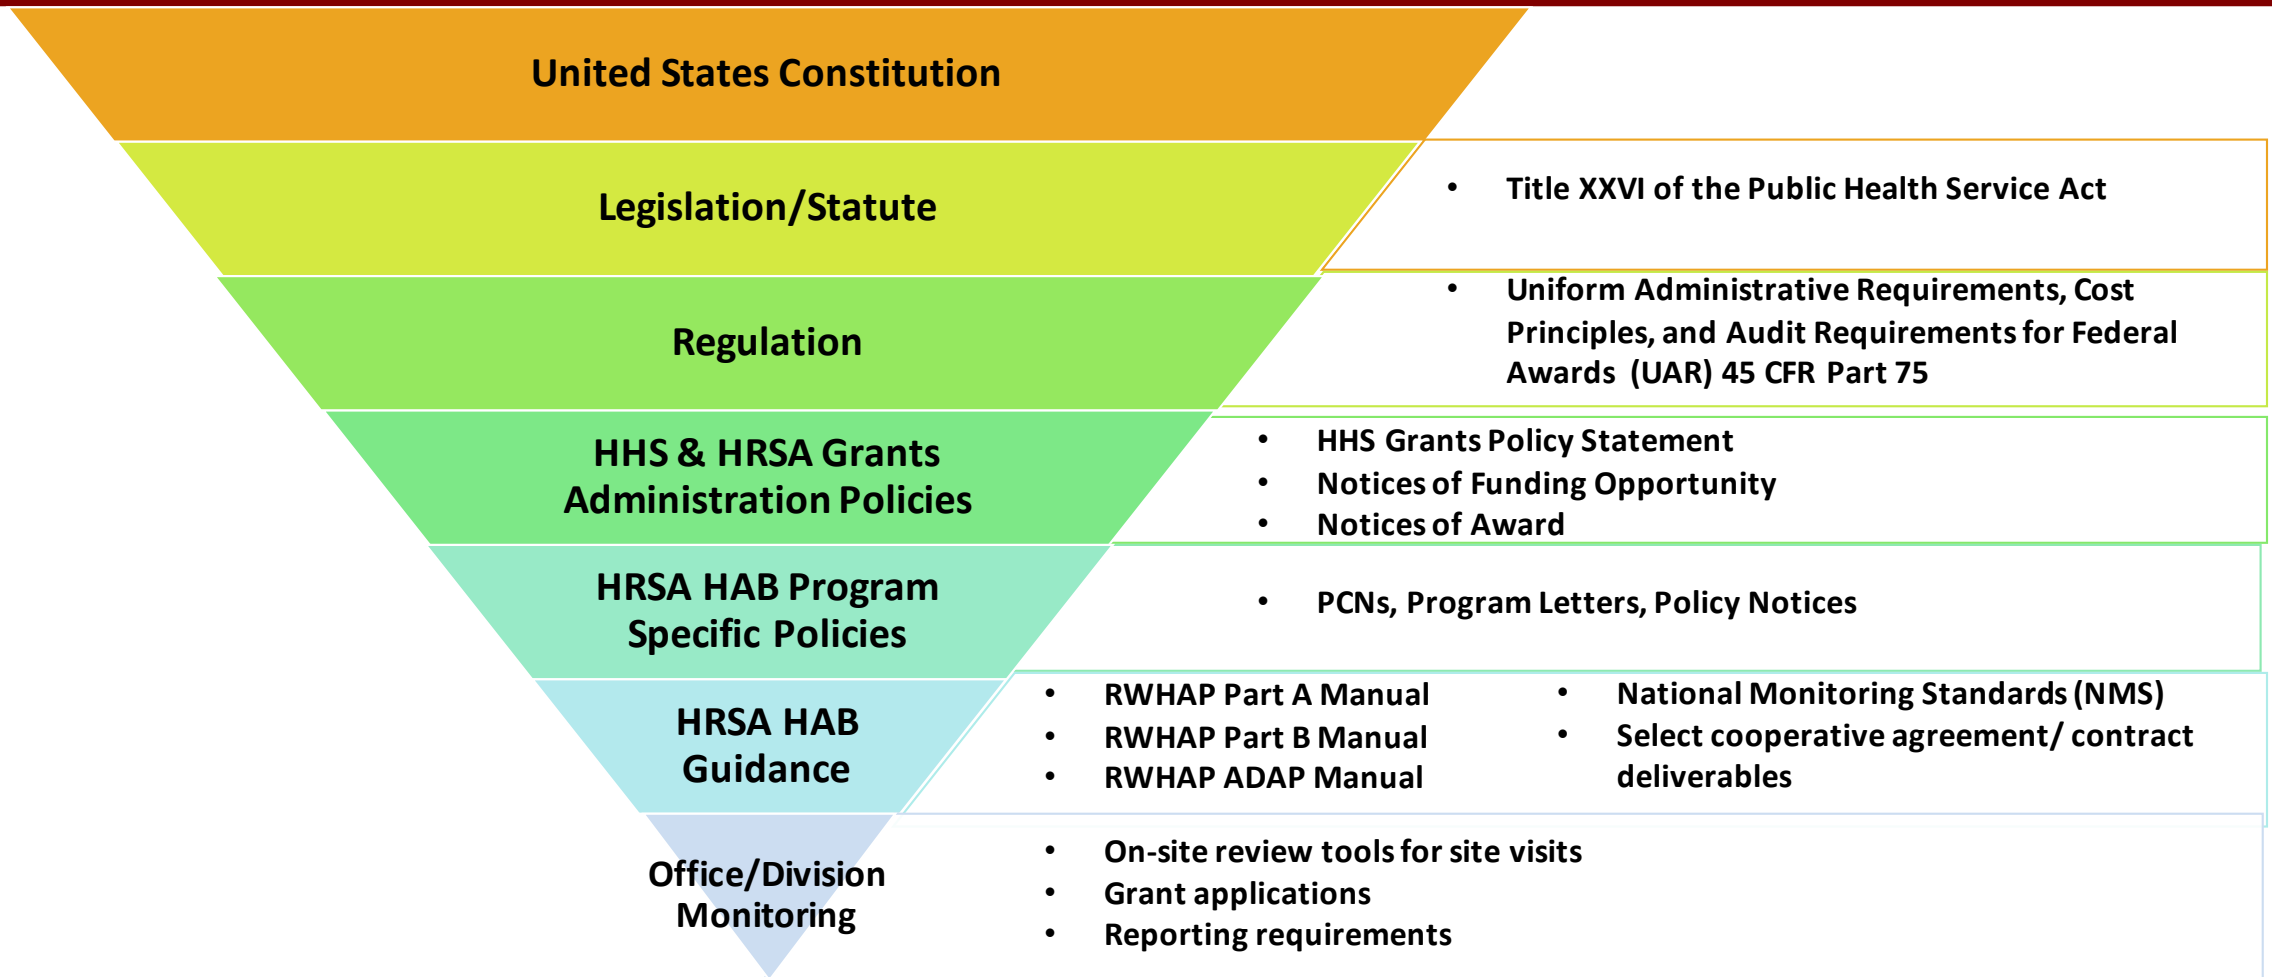 United States Constitution
Legislation/Statute
• Title XXVI of the Public Health Service Act
Regulation
• Uniform Administrative Requirements, Cost
Principles, and Audit Requirements for Federal
Awards (UAR) 45 CFR Part 75
HHS & HRSA Grants
Administration Policies
• HHS Grants Policy Statement
• Notices of Funding Opportunity
• Notices of Award
HRSA HAB Program
Specific Policies
• PCNs, Program Letters, Policy Notices
HRSA HAB
Guidance
• RWHAP Part A Manual
• RWHAP Part B Manual
• RWHAP ADAP Manual
• National Monitoring Standards (NMS)
• Select cooperative agreement/ contract
deliverables
Office/Division
Monitoring
• On-site review tools for site visits
• Grant applications
• Reporting requirements